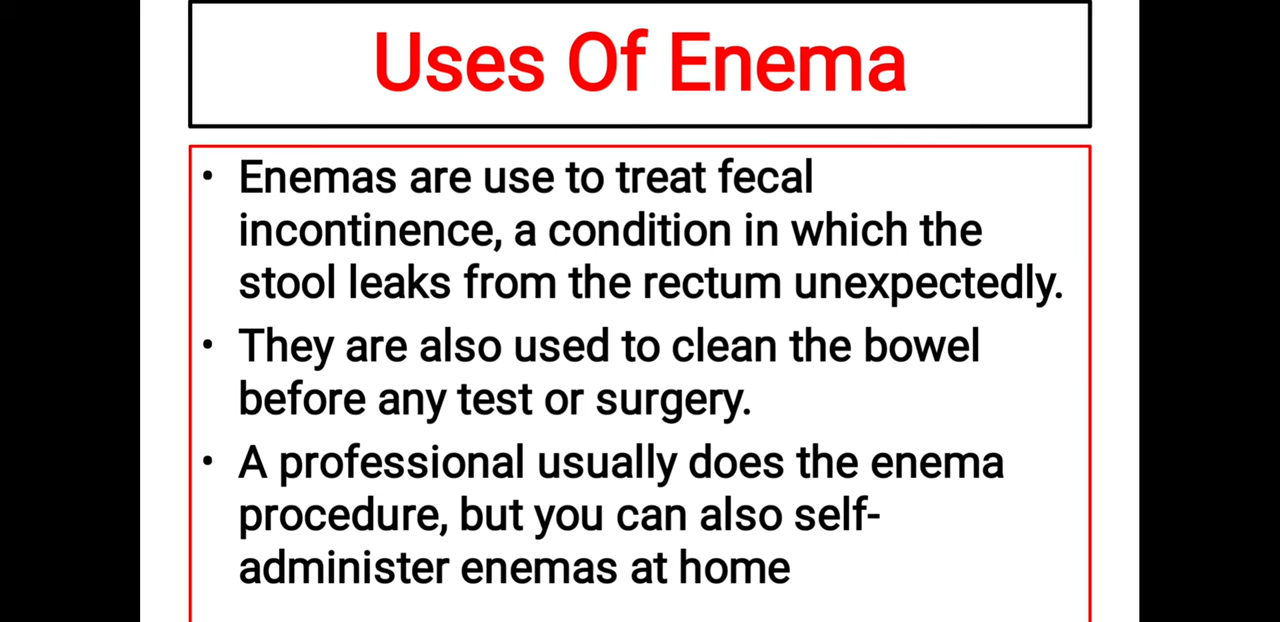 Uses Of Enema
• Enemas are use to treat fecal
incontinence, a condition in which the
stool leaks from the rectum unexpectedly.
• They are also used to clean the bowel
before any test or surgery.
• A professional usually does the enema
procedure, but you can also self-
administer enemas at home